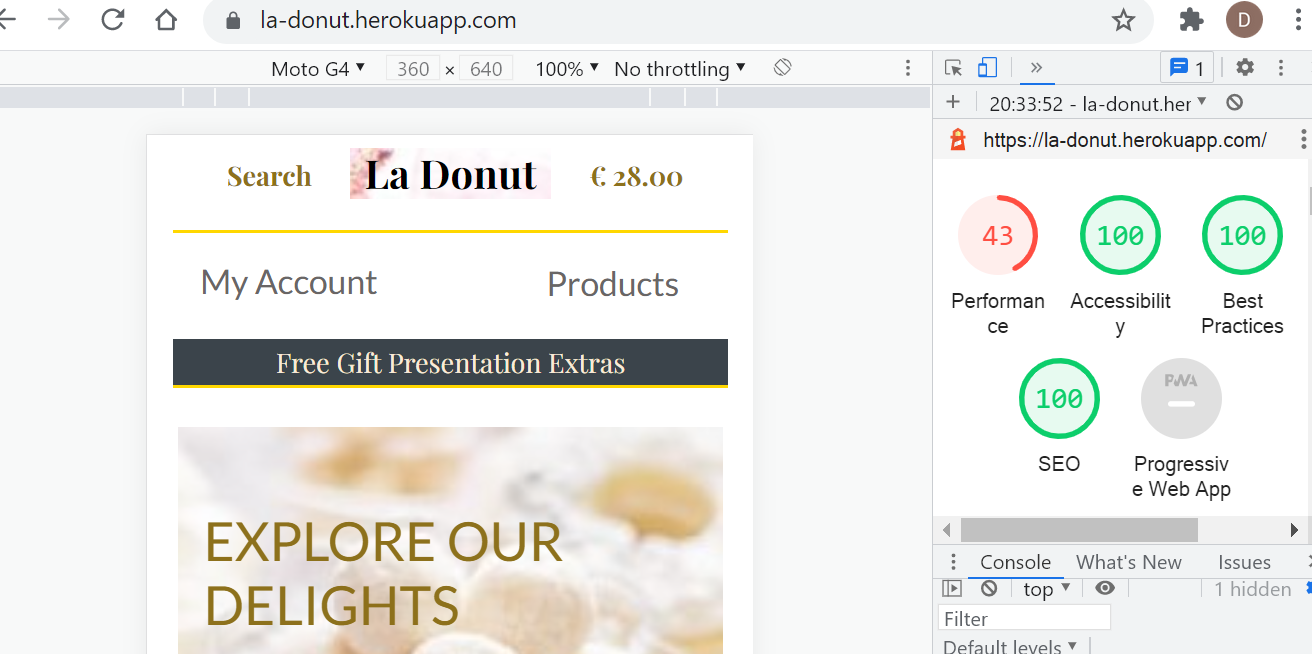 la-donut.herokuapp.com
D
Moto G4 360 × 640 100% No throttling
1
20:33:52 - la-donut.her
https://la-donut.herokuapp.com/
Search
La Donut
€ 28.00
My Account
Products
Free Gift Presentation Extras
EXPLORE OUR
DELIGHTS
43
Performan
ce
100
Accessibilit
y
100
Best
Practices
100
SEO
PWA
Progressiv
e Web App
Console What's New Issues
top
1 hidden
Filter
Default levels